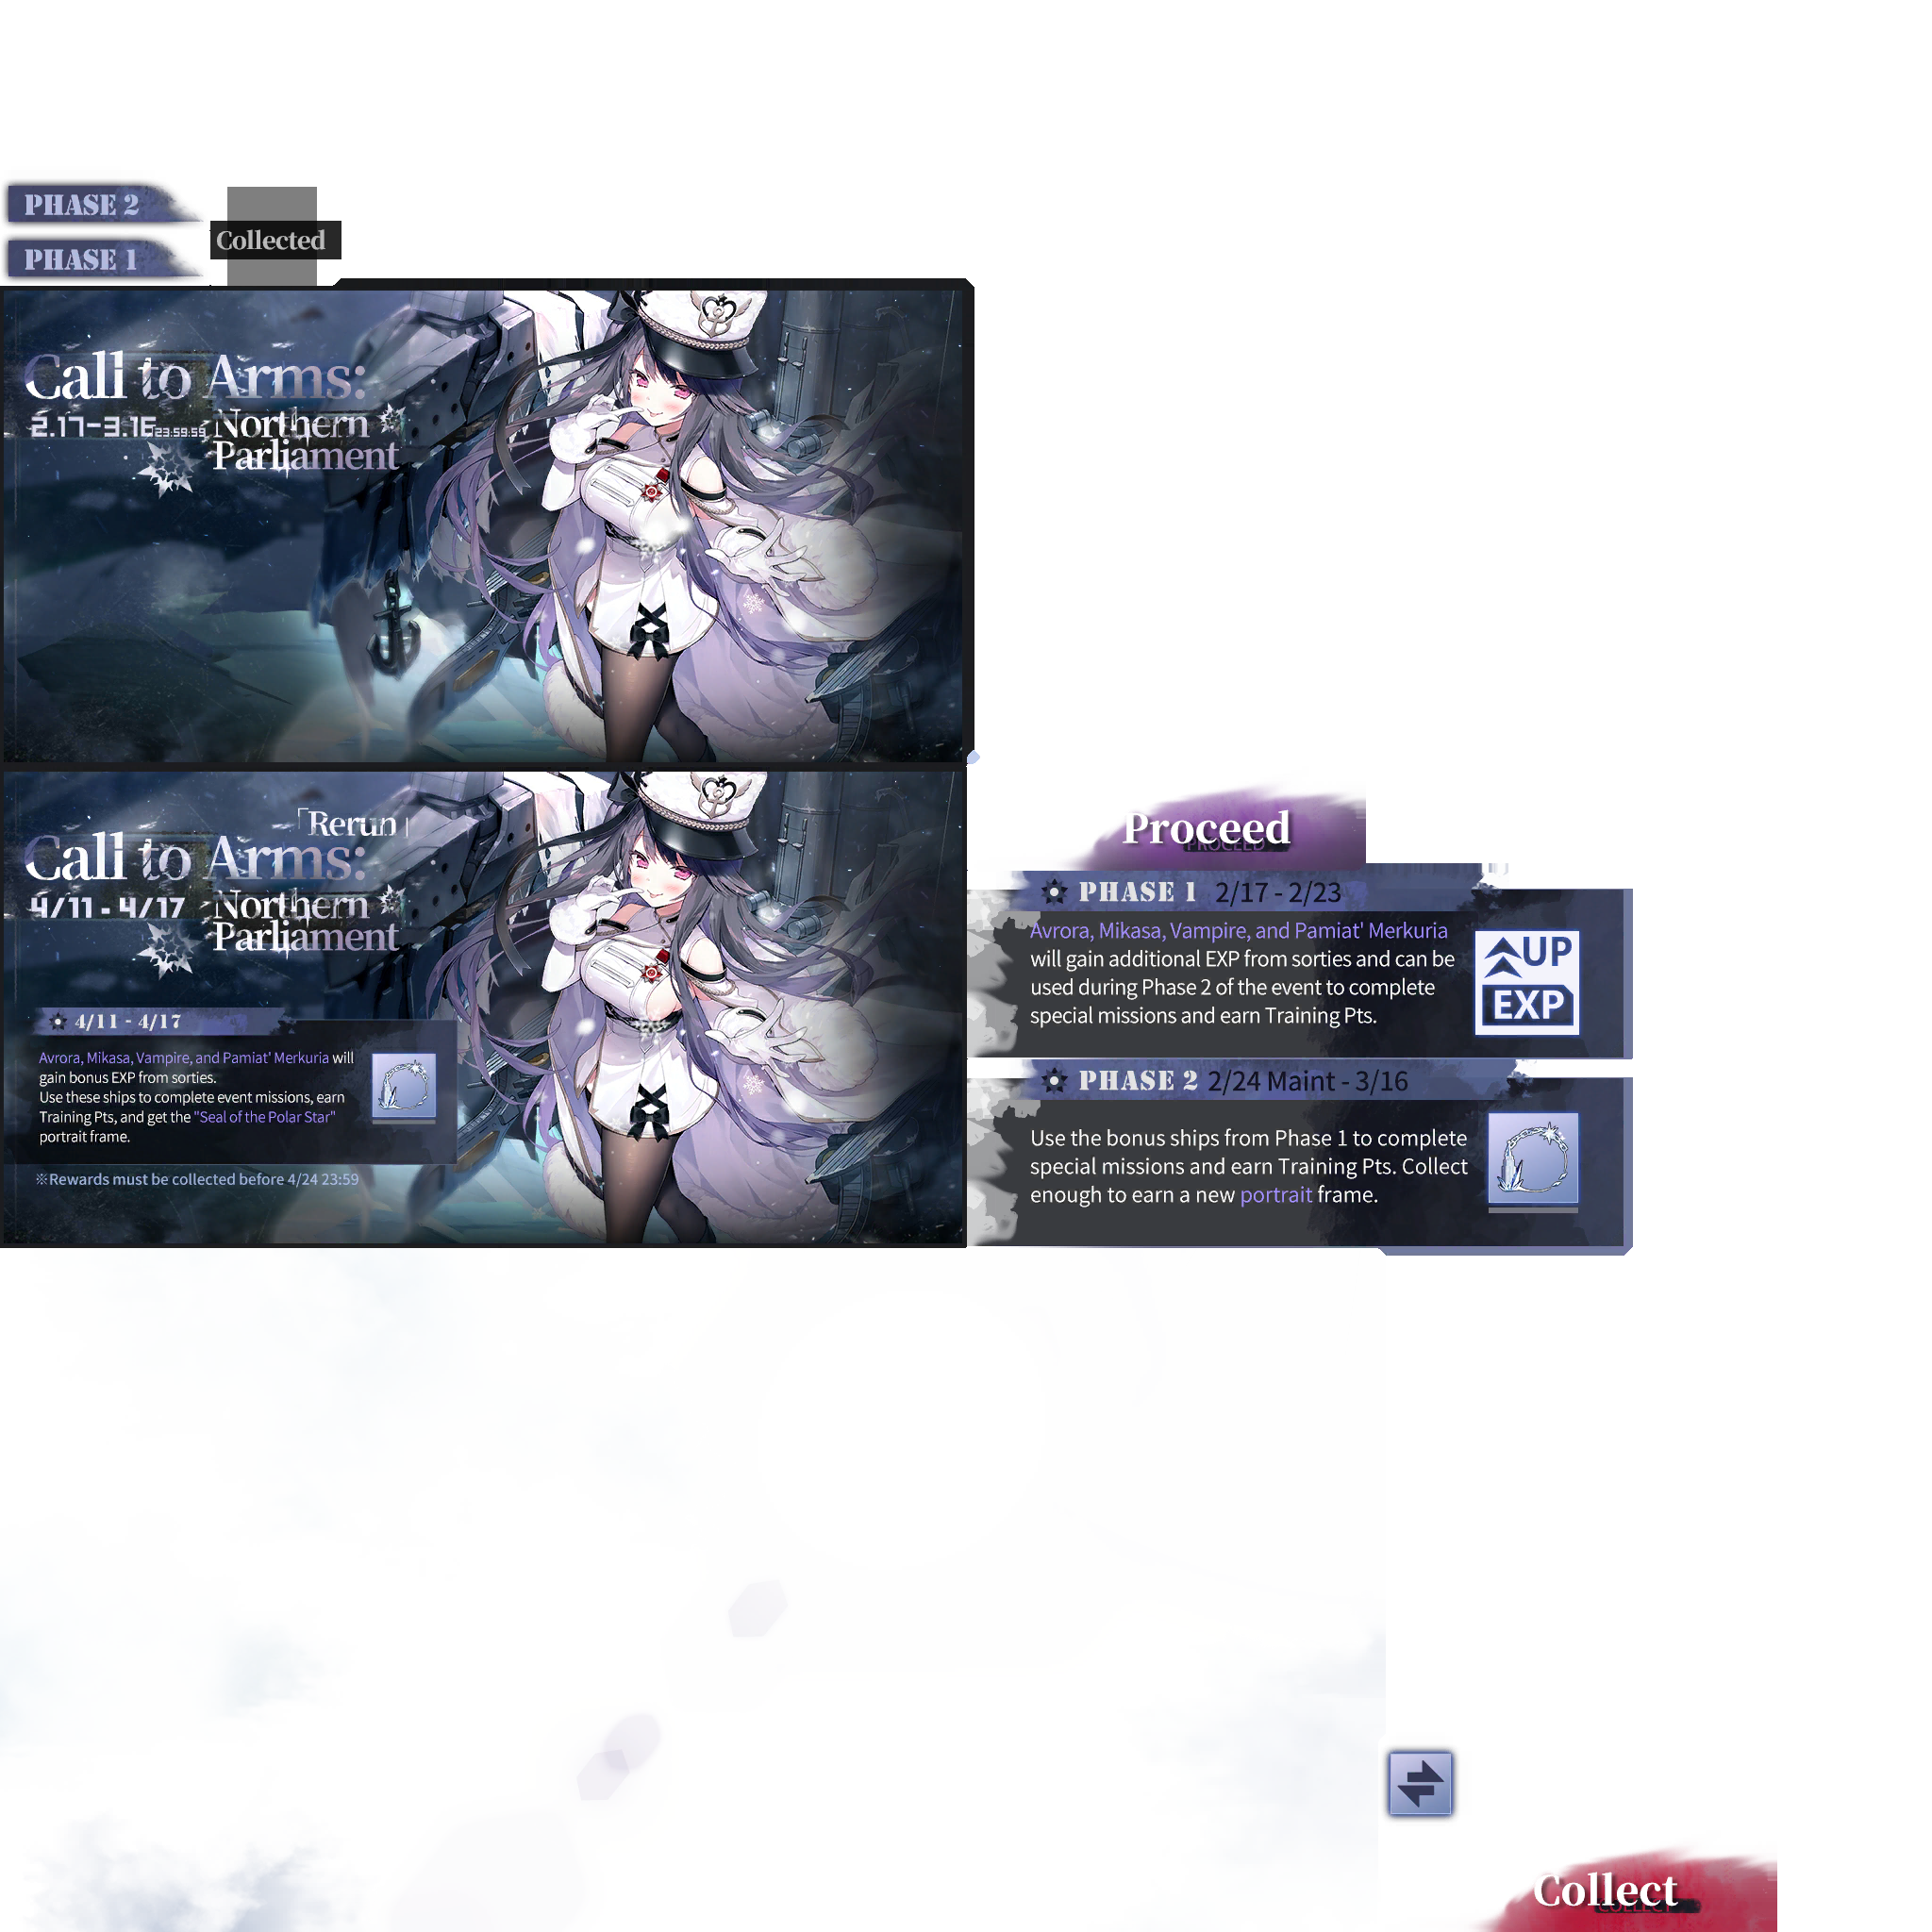 PHASE 2
PHASE 1
Collected
Call to Arms:
2.17-3.16 23:59:59
Northern
Parliament
「Rerun」
Call to Arms:
4/11 - 4/17
Northern
Parliament
4/11 - 4/17
Avrora, Mikasa, Vampire, and Pamiat' Merkuria will
gain bonus EXP from sorties.
Use these ships to complete event missions, earn
Training Pts, and get the "Seal of the Polar Star"
portrait frame.
※Rewards must be collected before 4/24 23:59
Proceed
PROCEED
PHASE 1 2/17 - 2/23
Avrora, Mikasa, Vampire, and Pamiat' Merkuria
will gain additional EXP from sorties and can be
used during Phase 2 of the event to complete
special missions and earn Training Pts.
UP
EXP
PHASE 2 2/24 Maint - 3/16
Use the bonus ships from Phase 1 to complete
special missions and earn Training Pts. Collect
enough to earn a new portrait frame.
Collect
COLLECT